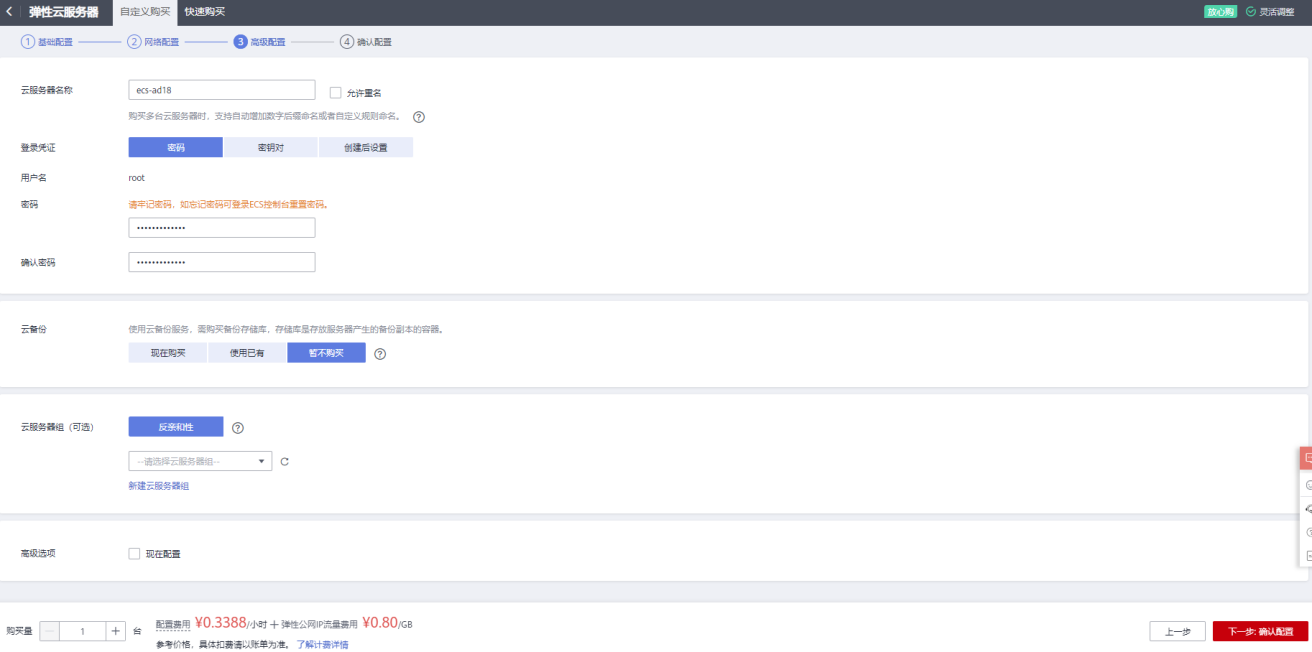 弹性云服务器 自定义购买 快速购买 放心购 灵活调整
1 基础配置 2 网络配置 3 高级配置 4 确认配置
云服务器名称 ecs-ad18 允许重名
购买多台云服务器时，支持自动增加数字后缀命名或者自定义规则命名。 ?
登录凭证 密码 密钥对 创建后设置
用户名 root
密码 请牢记密码，如忘记密码可登录ECS控制台重置密码。
•••••••••••••
确认密码 •••••••••••••
云备份 使用云备份服务，需购买备份存储库，存储库是存放服务器产生的备份副本的容器。
现在购买 使用已有 暂不购买 ?
云服务器组（可选） 反亲和性 ?
--请选择云服务器组-- C
新建云服务器组
高级选项 现在配置
购买量 － 1 ＋ 台 配置费用 ¥0.3388/小时 ＋ 弹性公网IP流量费用 ¥0.80/GB 上一步 下一步: 确认配置
参考价格，具体扣费请以账单为准。 了解计费详情